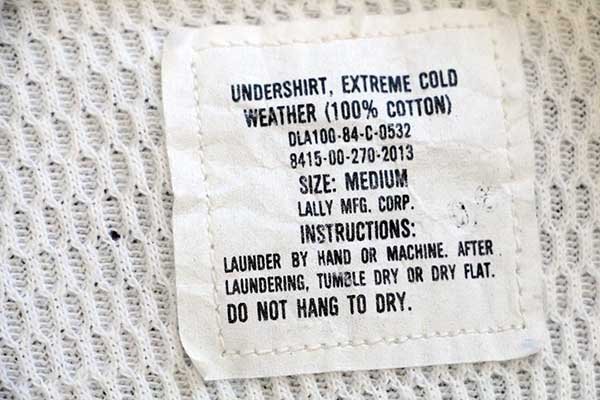 UNDERSHIRT, EXTREME COLD
WEATHER (100% COTTON)
DLA100-84-C-0532
8415-00-270-2013
SIZE: MEDIUM
LALLY MFG. CORP.
INSTRUCTIONS:
LAUNDER BY HAND OR MACHINE. AFTER
LAUNDERING, TUMBLE DRY OR DRY FLAT.
DO NOT HANG TO DRY.